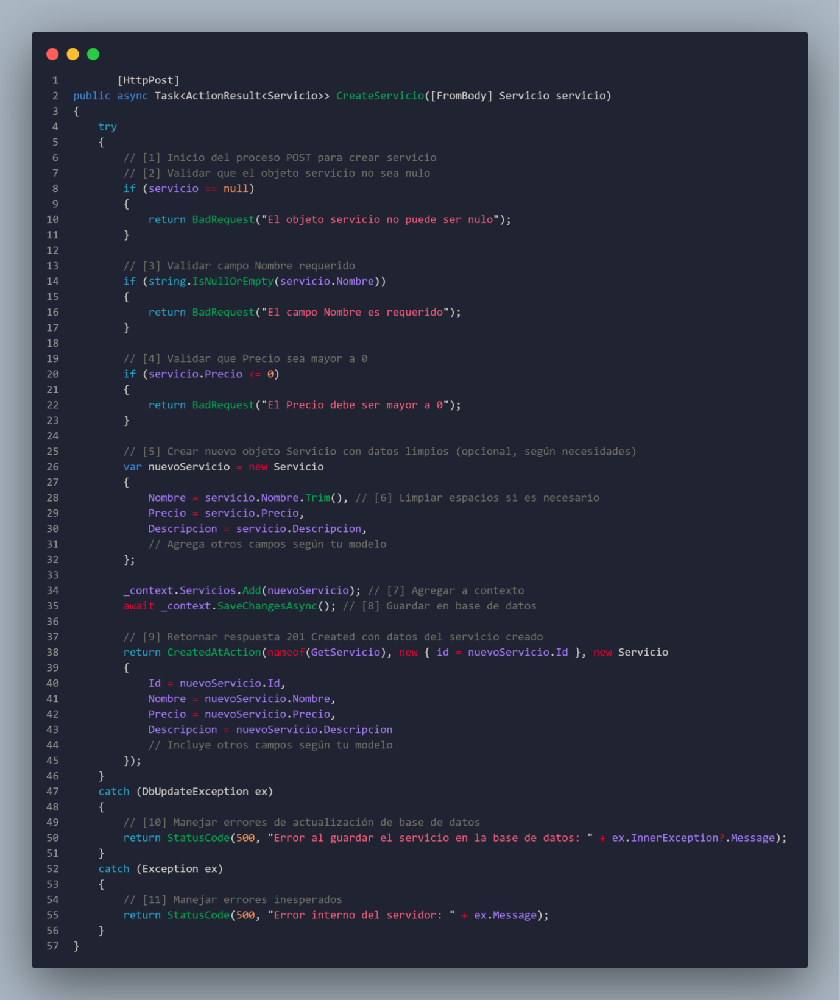 1 [HttpPost]
2 public async Task<ActionResult<Servicio>> CreateServicio([FromBody] Servicio servicio)
3 {
4     try
5     {
6         // [1] Inicio del proceso POST para crear servicio
7         // [2] Validar que el objeto servicio no sea nulo
8         if (servicio == null)
9         {
10             return BadRequest("El objeto servicio no puede ser nulo");
11         }
12
13         // [3] Validar campo Nombre requerido
14         if (string.IsNullOrEmpty(servicio.Nombre))
15         {
16             return BadRequest("El campo Nombre es requerido");
17         }
18
19         // [4] Validar que Precio sea mayor a 0
20         if (servicio.Precio <= 0)
21         {
22             return BadRequest("El Precio debe ser mayor a 0");
23         }
24
25         // [5] Crear nuevo objeto Servicio con datos limpios (opcional, según necesidades)
26         var nuevoServicio = new Servicio
27         {
28             Nombre = servicio.Nombre.Trim(), // [6] Limpiar espacios si es necesario
29             Precio = servicio.Precio,
30             Descripcion = servicio.Descripcion,
31             // Agrega otros campos según tu modelo
32         };
33
34         _context.Servicios.Add(nuevoServicio); // [7] Agregar a contexto
35         await _context.SaveChangesAsync(); // [8] Guardar en base de datos
36
37         // [9] Retornar respuesta 201 Created con datos del servicio creado
38         return CreatedAtAction(nameof(GetServicio), new { id = nuevoServicio.Id }, new Servicio
39         {
40             Id = nuevoServicio.Id,
41             Nombre = nuevoServicio.Nombre,
42             Precio = nuevoServicio.Precio,
43             Descripcion = nuevoServicio.Descripcion
44             // Incluye otros campos según tu modelo
45         });
46     }
47     catch (DbUpdateException ex)
48     {
49         // [10] Manejar errores de actualización de base de datos
50         return StatusCode(500, "Error al guardar el servicio en la base de datos: " + ex.InnerException?.Message);
51     }
52     catch (Exception ex)
53     {
54         // [11] Manejar errores inesperados
55         return StatusCode(500, "Error interno del servidor: " + ex.Message);
56     }
57 }